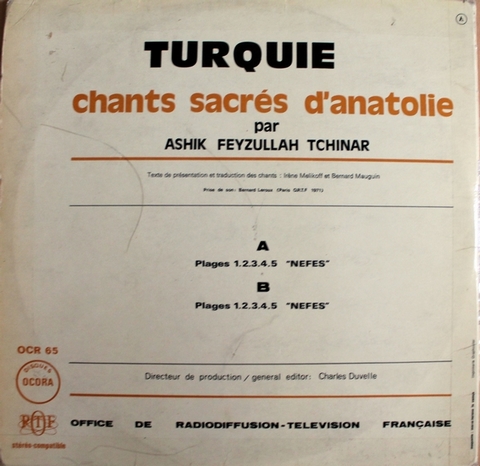 TURQUIE
chants sacrés d'anatolie
par
ASHIK FEYZULLAH TCHINAR
Texte de présentation et traduction des chants : Irène Melikoff et Bernard Mauguin
Prise de son : Bernard Leroux (Paris O.R.T.F 1971)
A
Plages 1.2.3.4.5 "NEFES"
B
Plages 1.2.3.4.5 "NEFES"
OCR 65
DISQUES
OCORA
Directeur de production / general editor: Charles Duvelle
OFFICE DE RADIODIFFUSION-TELEVISION FRANÇAISE
stéréo-compatible